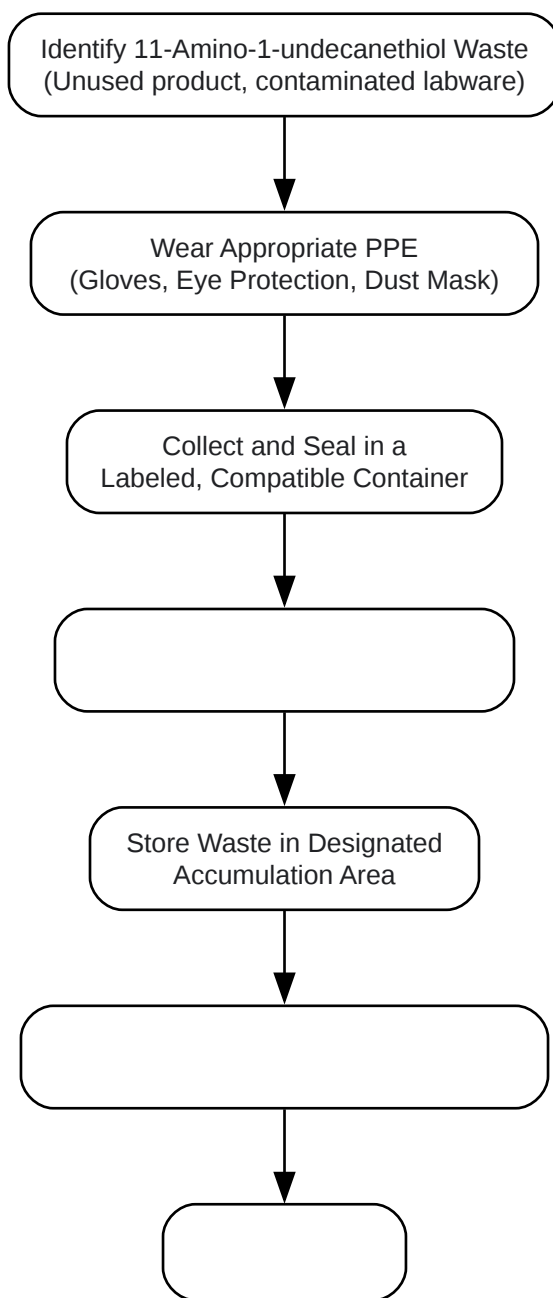 Identify 11-Amino-1-undecanethiol Waste
(Unused product, contaminated labware)
Wear Appropriate PPE
(Gloves, Eye Protection, Dust Mask)
Collect and Seal in a
Labeled, Compatible Container
Store Waste in Designated
Accumulation Area